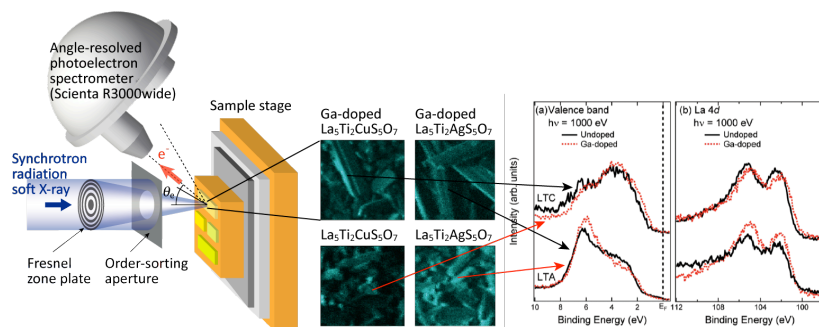 Angle-resolved
photoelectron
spectrometer
(Scienta R3000wide)
Synchrotron
radiation
soft X-ray
e
θe
Fresnel
zone plate
Order-sorting
aperture
Sample stage
Ga-doped
La5Ti2CuS5O7
Ga-doped
La5Ti2AgS5O7
La5Ti2CuS5O7
La5Ti2AgS5O7
Intensity (arb. units)
(a) Valence band
hν = 1000 eV
Undoped
Ga-doped
LTC
LTA
10 8 6 4 2 EF
Binding Energy (eV)
(b) La 4d
hν = 1000 eV
Undoped
Ga-doped
112 108 104 100
Binding Energy (eV)